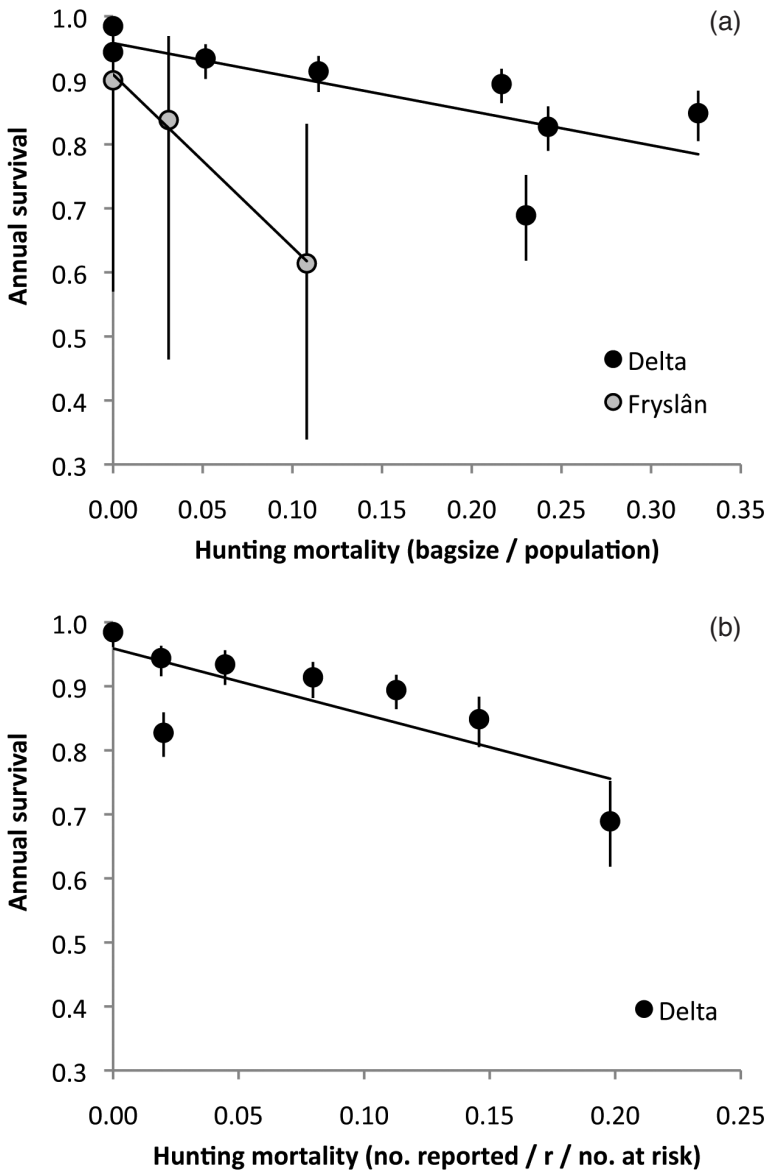 (a)
1.0
0.9
0.8
0.7
0.6
0.5
0.4
0.3
Annual survival
Delta
Fryslân
0.00 0.05 0.10 0.15 0.20 0.25 0.30 0.35
Hunting mortality (bagsize / population)
(b)
1.0
0.9
0.8
0.7
0.6
0.5
0.4
0.3
Annual survival
Delta
0.00 0.05 0.10 0.15 0.20 0.25
Hunting mortality (no. reported / r / no. at risk)